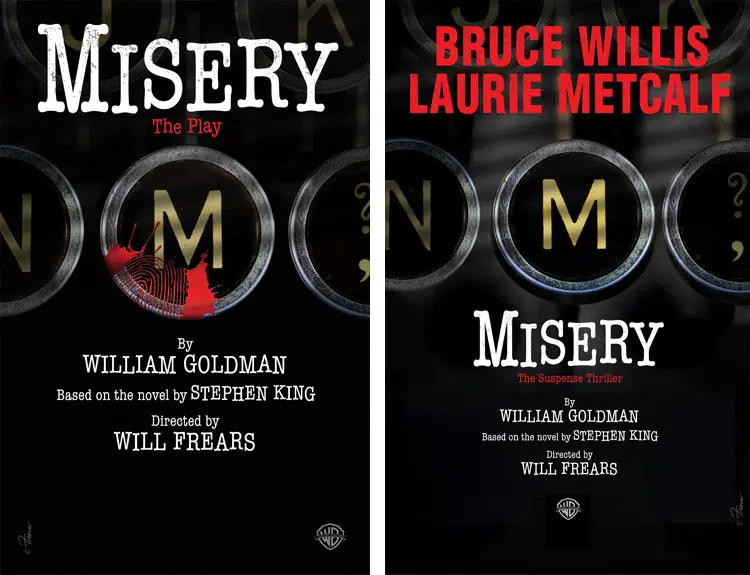 MISERY
The Play
N
M
?
,
By
WILLIAM GOLDMAN
Based on the novel by STEPHEN KING
Directed by
WILL FREARS
WD
BRUCE WILLIS
LAURIE METCALF
N
M
?
,
MISERY
The Suspense Thriller
By
WILLIAM GOLDMAN
Based on the novel by STEPHEN KING
Directed by
WILL FREARS
WD